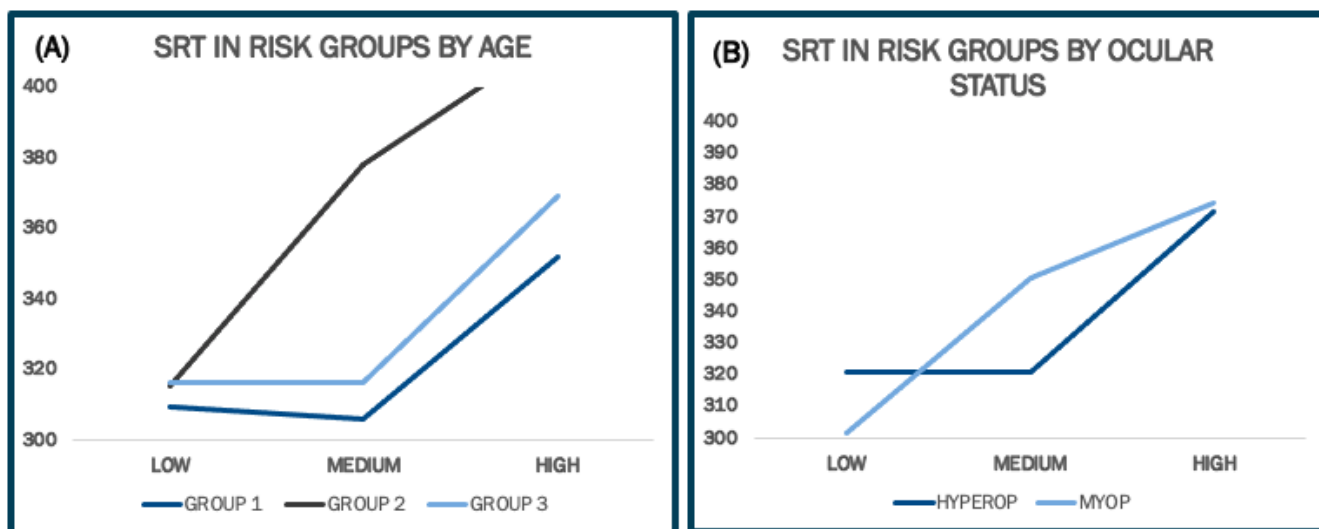 (A)
SRT IN RISK GROUPS BY AGE
400
380
360
340
320
300
LOW MEDIUM HIGH
GROUP 1 GROUP 2 GROUP 3
(B)
SRT IN RISK GROUPS BY OCULAR
STATUS
400
390
380
370
360
350
340
330
320
310
300
LOW MEDIUM HIGH
HYPEROP MYOP